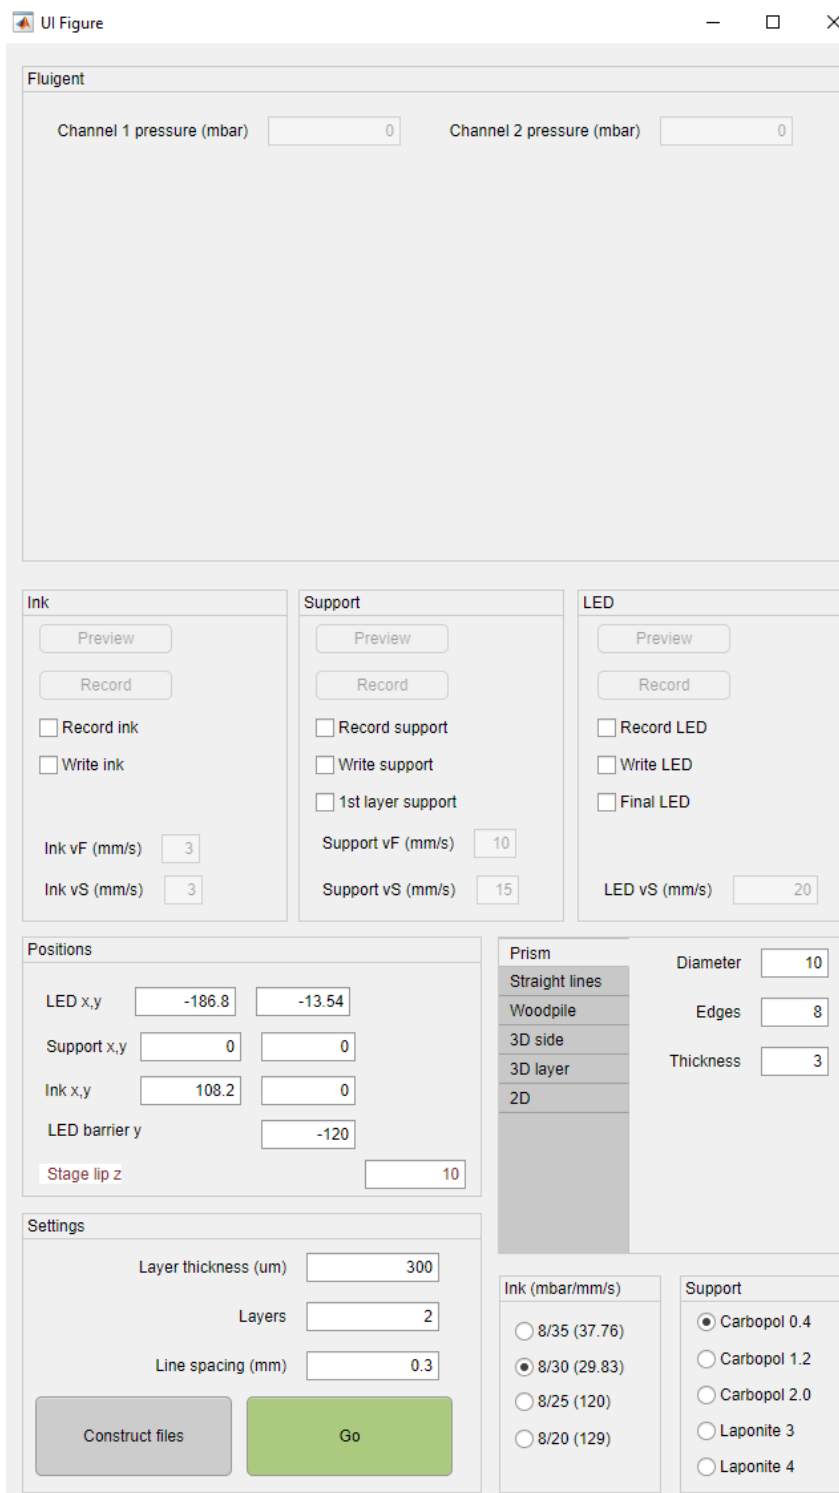 UI Figure
Fluigent
Channel 1 pressure (mbar) 0 Channel 2 pressure (mbar) 0
Ink
Preview
Record
Record ink
Write ink
Ink vF (mm/s) 3
Ink vS (mm/s) 3
Support
Preview
Record
Record support
Write support
1st layer support
Support vF (mm/s) 10
Support vS (mm/s) 15
LED
Preview
Record
Record LED
Write LED
Final LED
LED vS (mm/s) 20
Positions
LED x,y -186.8 -13.54
Support x,y 0 0
Ink x,y 108.2 0
LED barrier y -120
Stage lip z 10
Prism
Straight lines
Woodpile
3D side
3D layer
2D
Diameter 10
Edges 8
Thickness 3
Settings
Layer thickness (um) 300
Layers 2
Line spacing (mm) 0.3
Construct files Go
Ink (mbar/mm/s)
8/35 (37.76)
8/30 (29.83)
8/25 (120)
8/20 (129)
Support
Carbopol 0.4
Carbopol 1.2
Carbopol 2.0
Laponite 3
Laponite 4